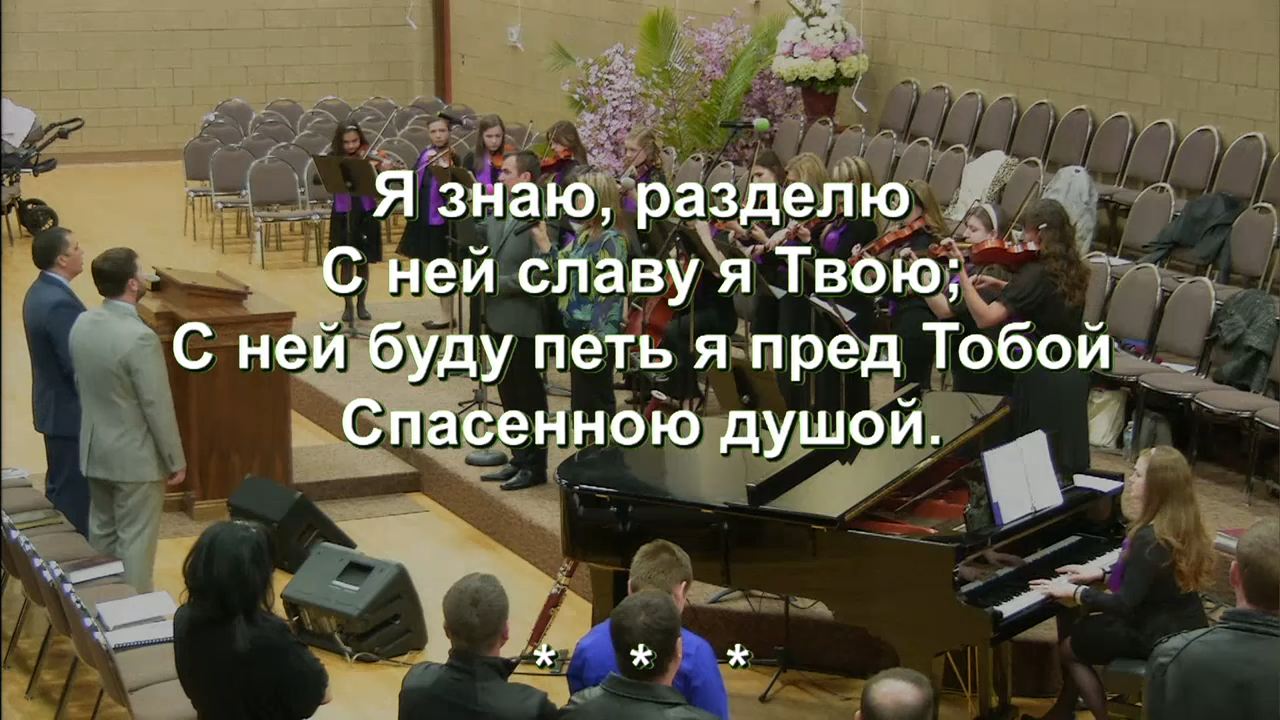 Я знаю, разделю
С ней славу я Твою;
С ней буду петь я пред Тобой
Спасенною душой.
* * *